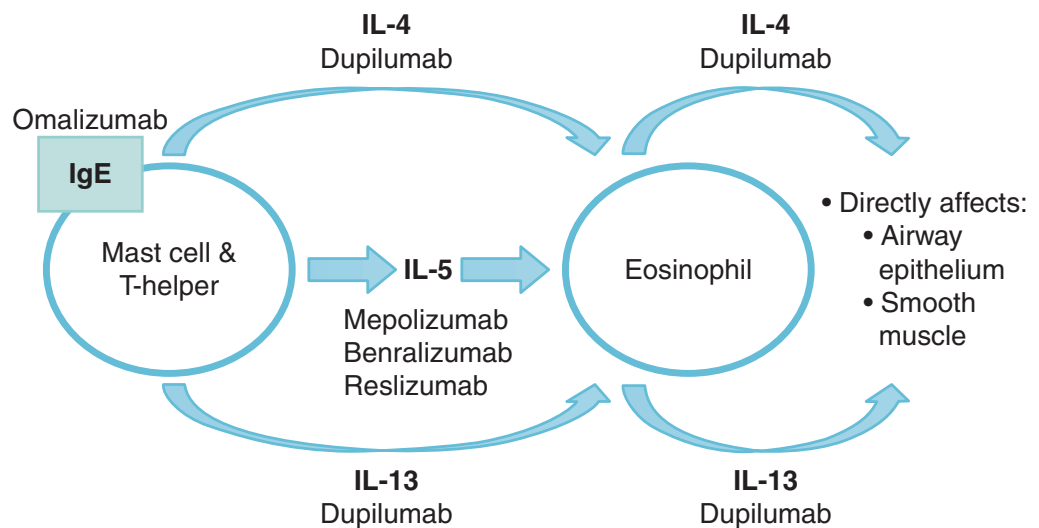 IL-4
Dupilumab
IL-4
Dupilumab
Omalizumab
IgE
Mast cell &
T-helper
IL-5
Mepolizumab
Benralizumab
Reslizumab
Eosinophil
• Directly affects:
• Airway
epithelium
• Smooth
muscle
IL-13
Dupilumab
IL-13
Dupilumab